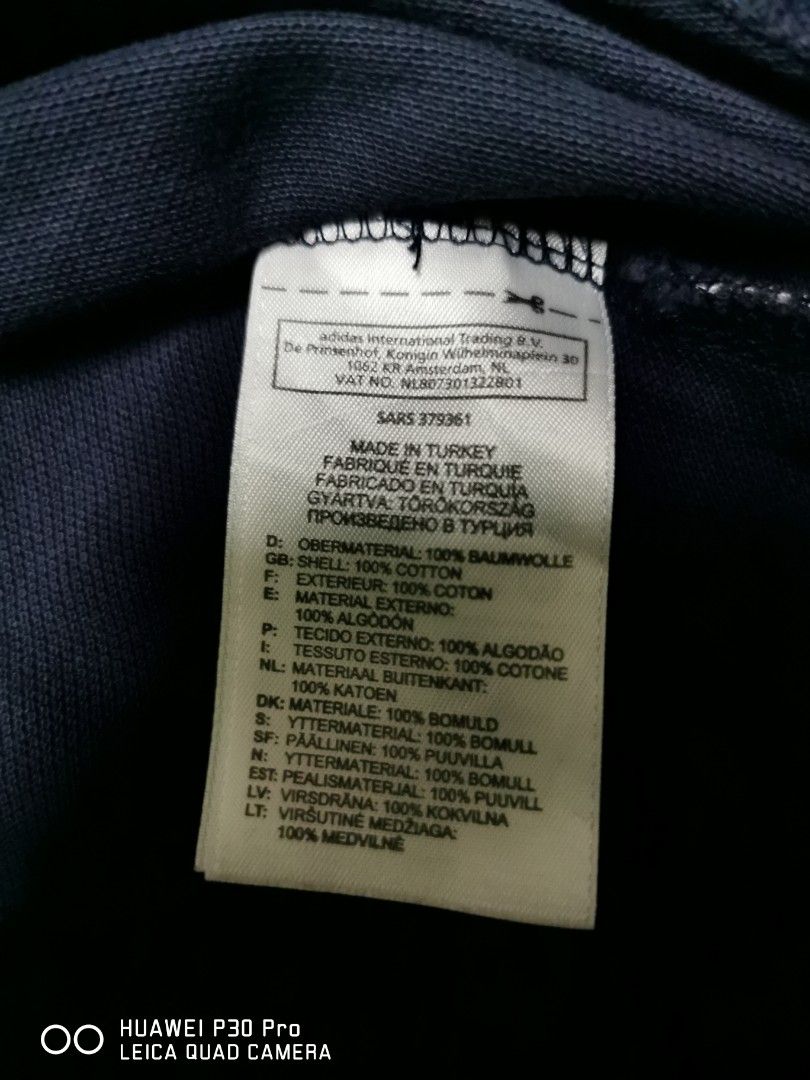 adidas International Trading B.V.
De Prinsenhof, Konigin Wilhelminaplein 30
1062 KR Amsterdam, NL
VAT NO. NL807301322B01
SARS 379361
MADE IN TURKEY
FABRIQUÉ EN TURQUIE
FABRICADO EN TURQUÍA
GYÁRTVA: TÖRÖKORSZÁG
ПРОИЗВЕДЕНО В ТУРЦИЯ
D: OBERMATERIAL: 100% BAUMWOLLE
GB: SHELL: 100% COTTON
F: EXTERIEUR: 100% COTON
E: MATERIAL EXTERNO:
100% ALGÒDÓN
P: TECIDO EXTERNO: 100% ALGODÃO
I: TESSUTO ESTERNO: 100% COTONE
NL: MATERIAAL BUITENKANT:
100% KATOEN
DK: MATERIALE: 100% BOMULD
S: YTTERMATERIAL: 100% BOMULL
SF: PÄÄLLINEN: 100% PUUVILLA
N: YTTERMATERIAL: 100% BOMULL
EST: PEALISMATERJAL: 100% PUUVILL
LV: VIRSDRĀNA: 100% KOKVILNA
LT: VIRŠUTINĖ MEDŽIAGA:
100% MEDVILNĖ
HUAWEI P30 Pro
LEICA QUAD CAMERA